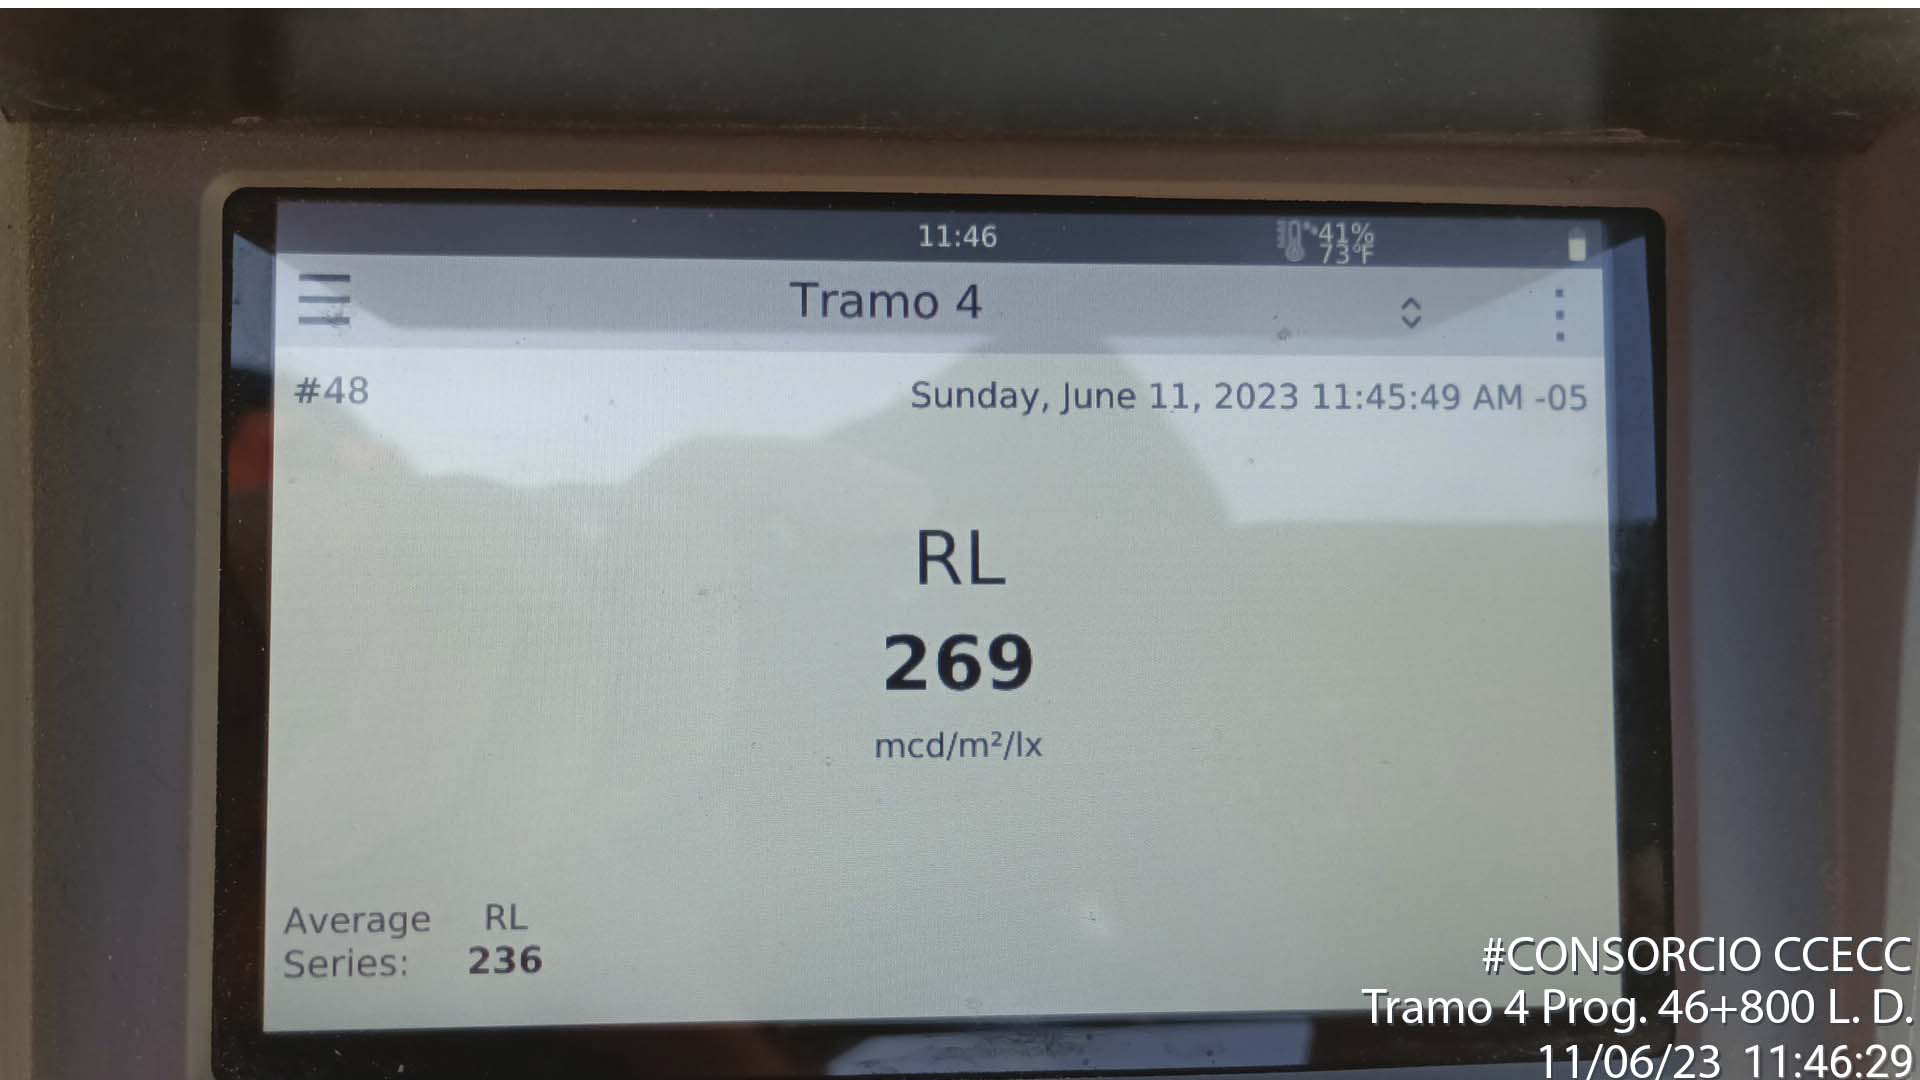 11:46
41%
73°F
Tramo 4
#48
Sunday, June 11, 2023 11:45:49 AM -05
RL
269
mcd/m²/lx
Average RL
Series: 236
#CONSORCIO CCECC
Tramo 4 Prog. 46+800 L. D.
11/06/23 11:46:29